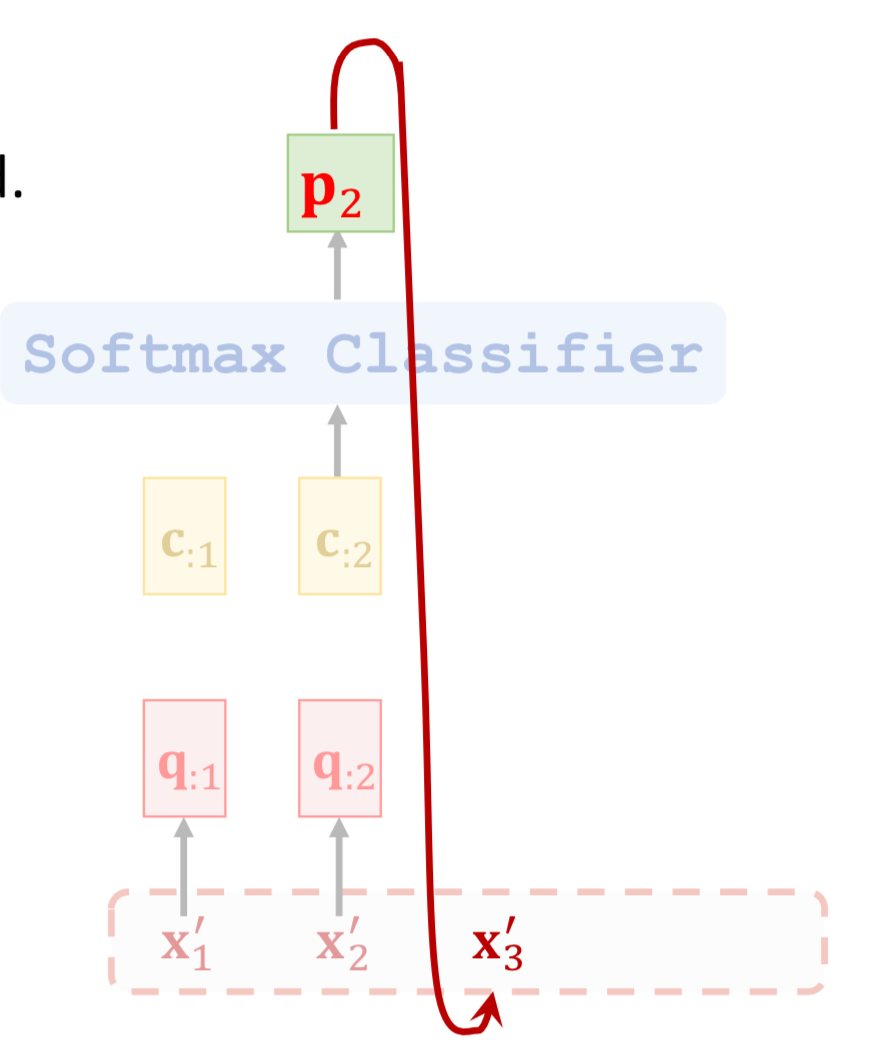 p₂
Softmax Classifier
c:₁ c:₂
q:₁ q:₂
x′₁ x′₂ x′₃